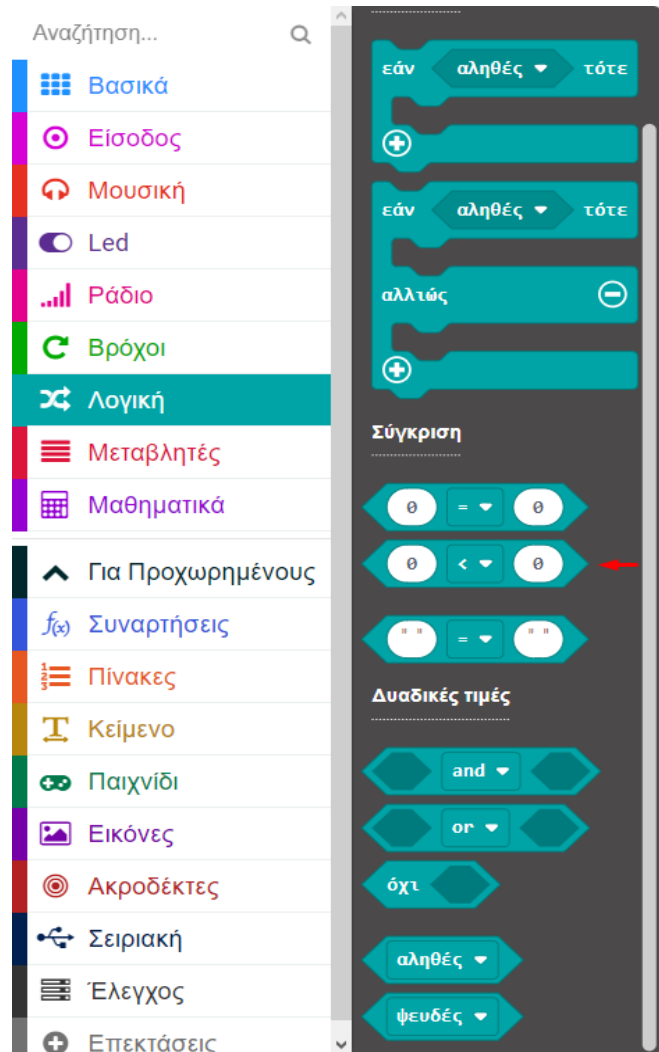 Αναζήτηση...
Βασικά
Είσοδος
Μουσική
Led
Ράδιο
Βρόχοι
Λογική
Μεταβλητές
Μαθηματικά
Για Προχωρημένους
f(x) Συναρτήσεις
Πίνακες
Κείμενο
Παιχνίδι
Εικόνες
Ακροδέκτες
Σειριακή
Έλεγχος
Επεκτάσεις
εάν αληθές τότε
εάν αληθές τότε
αλλιώς
Σύγκριση
0 = 0
0 < 0
" " = " "
Δυαδικές τιμές
and
or
όχι
αληθές
ψευδές